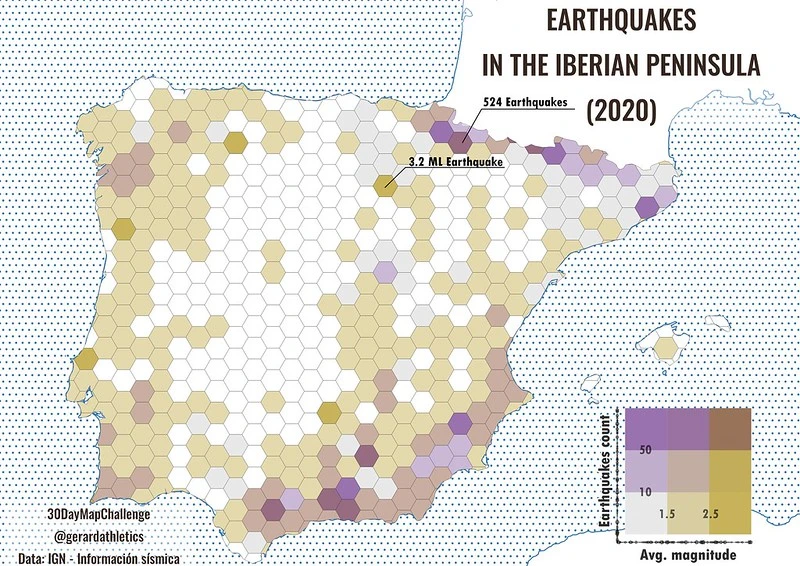 EARTHQUAKES
IN THE IBERIAN PENINSULA
(2020)
524 Earthquakes
3.2 ML Earthquake
Earthquakes count
50
10
1.5
2.5
Avg. magnitude
30DayMapChallenge
@gerardathletics
Data: IGN - Información sísmica